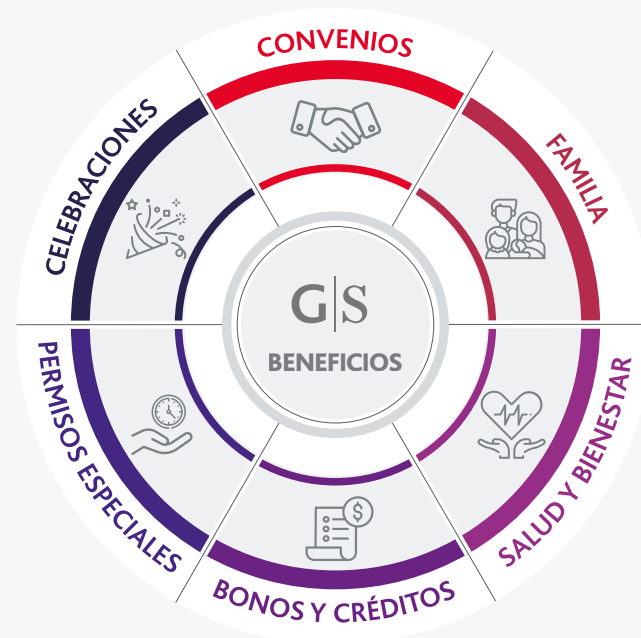 CONVENIOS
FAMILIA
SALUD Y BIENESTAR
BONOS Y CRÉDITOS
PERMISOS ESPECIALES
CELEBRACIONES
G|S
BENEFICIOS
$